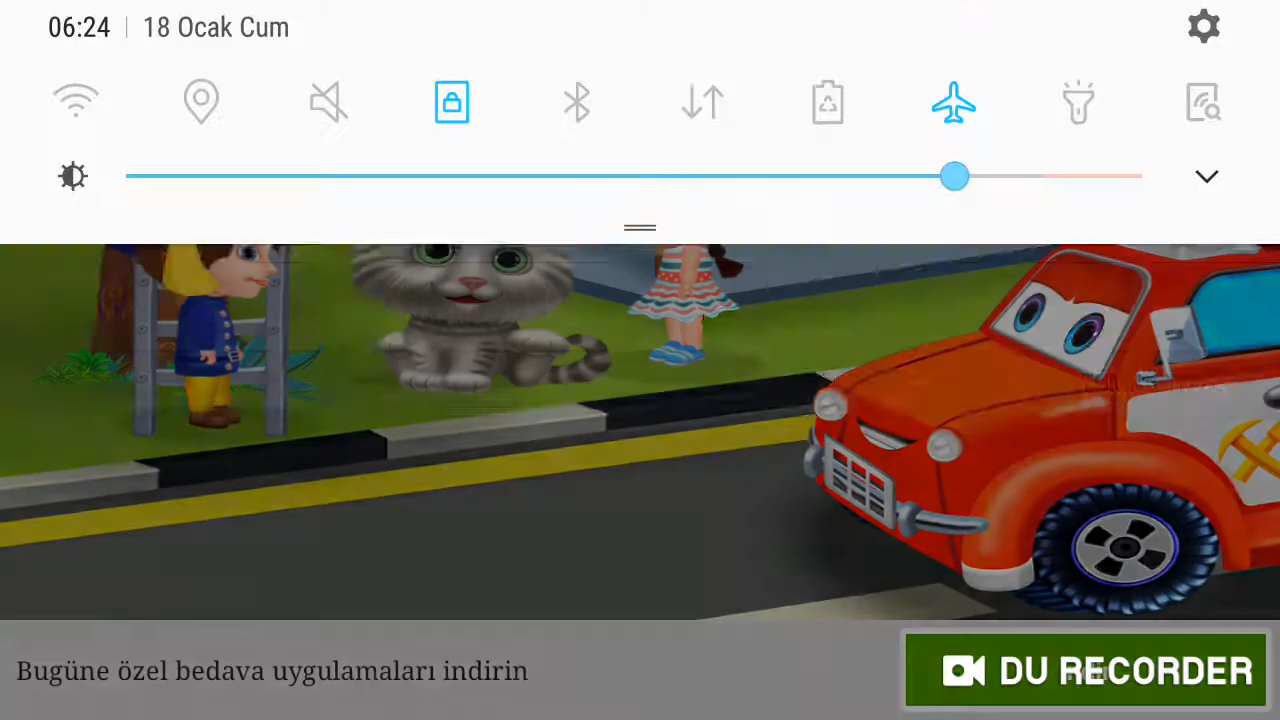 06:24 | 18 Ocak Cum
Bugüne özel bedava uygulamaları indirin
DU RECORDER